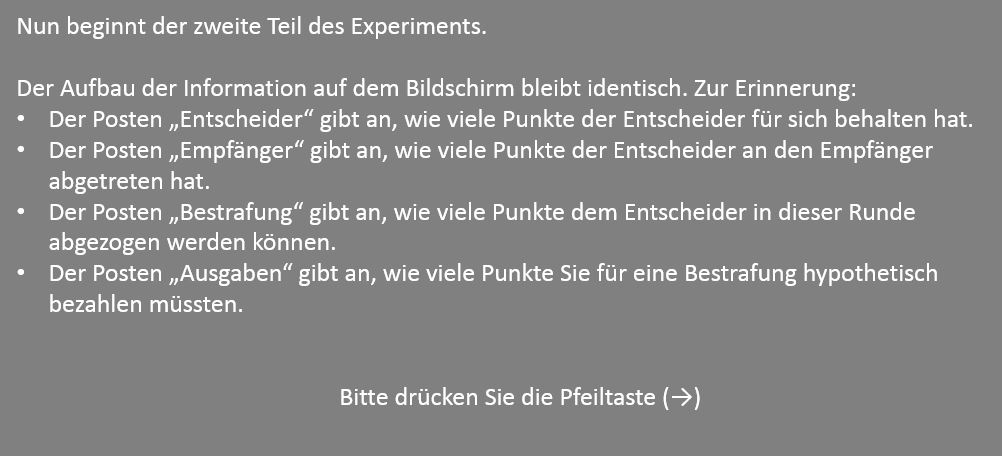 Nun beginnt der zweite Teil des Experiments.
Der Aufbau der Information auf dem Bildschirm bleibt identisch. Zur Erinnerung:
• Der Posten „Entscheider“ gibt an, wie viele Punkte der Entscheider für sich behalten hat.
• Der Posten „Empfänger“ gibt an, wie viele Punkte der Entscheider an den Empfänger
abgetreten hat.
• Der Posten „Bestrafung“ gibt an, wie viele Punkte dem Entscheider in dieser Runde
abgezogen werden können.
• Der Posten „Ausgaben“ gibt an, wie viele Punkte Sie für eine Bestrafung hypothetisch
bezahlen müssten.
Bitte drücken Sie die Pfeiltaste (→)